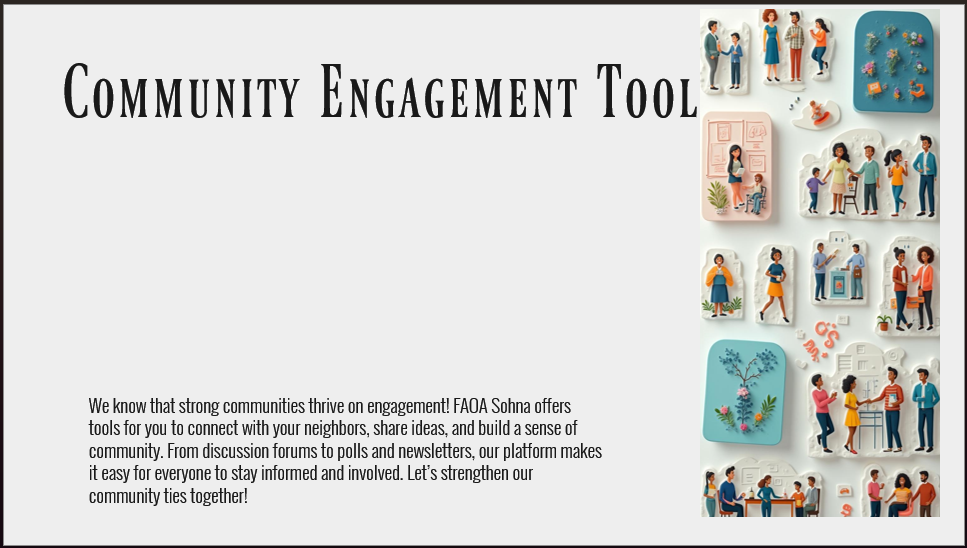 Community Engagement Tool
We know that strong communities thrive on engagement! FAOA Sohna offers
tools for you to connect with your neighbors, share ideas, and build a sense of
community. From discussion forums to polls and newsletters, our platform makes
it easy for everyone to stay informed and involved. Let's strengthen our
community ties together!